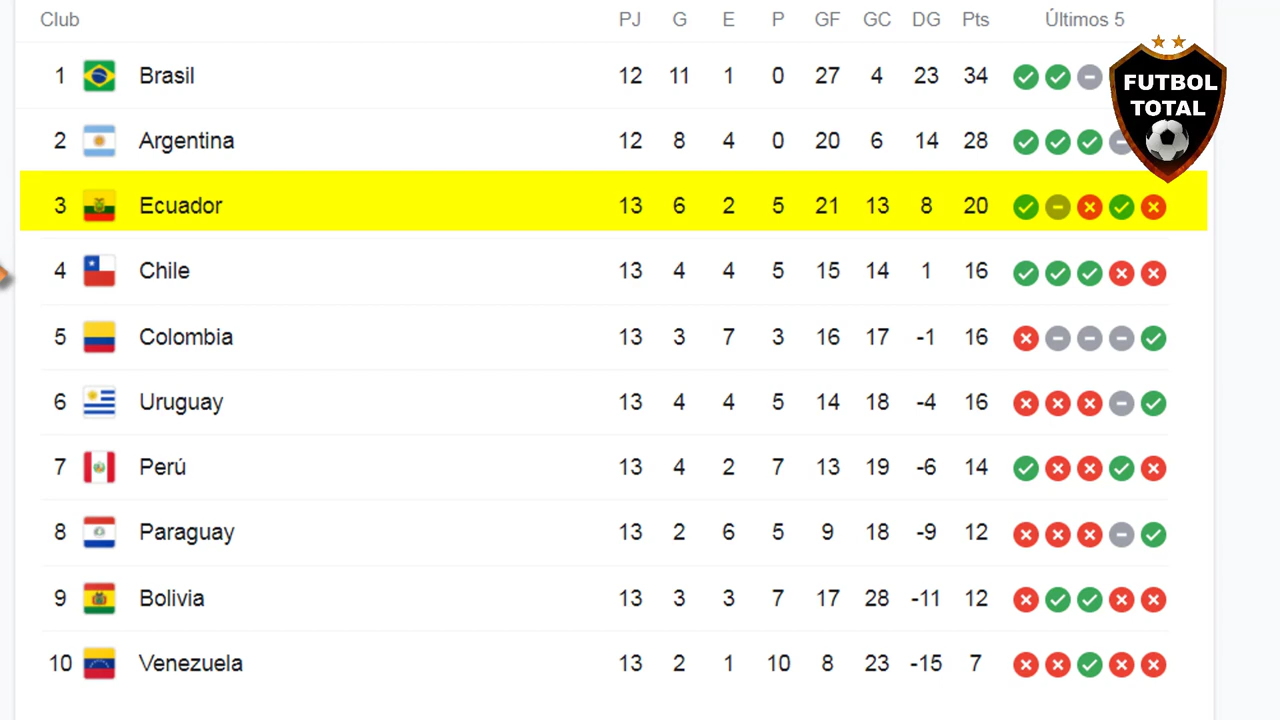 Club PJ G E P GF GC DG Pts Últimos 5
1 Brasil 12 11 1 0 27 4 23 34
FUTBOL
TOTAL
2 Argentina 12 8 4 0 20 6 14 28
3 Ecuador 13 6 2 5 21 13 8 20
4 Chile 13 4 4 5 15 14 1 16
5 Colombia 13 3 7 3 16 17 -1 16
6 Uruguay 13 4 4 5 14 18 -4 16
7 Perú 13 4 2 7 13 19 -6 14
8 Paraguay 13 2 6 5 9 18 -9 12
9 Bolivia 13 3 3 7 17 28 -11 12
10 Venezuela 13 2 1 10 8 23 -15 7